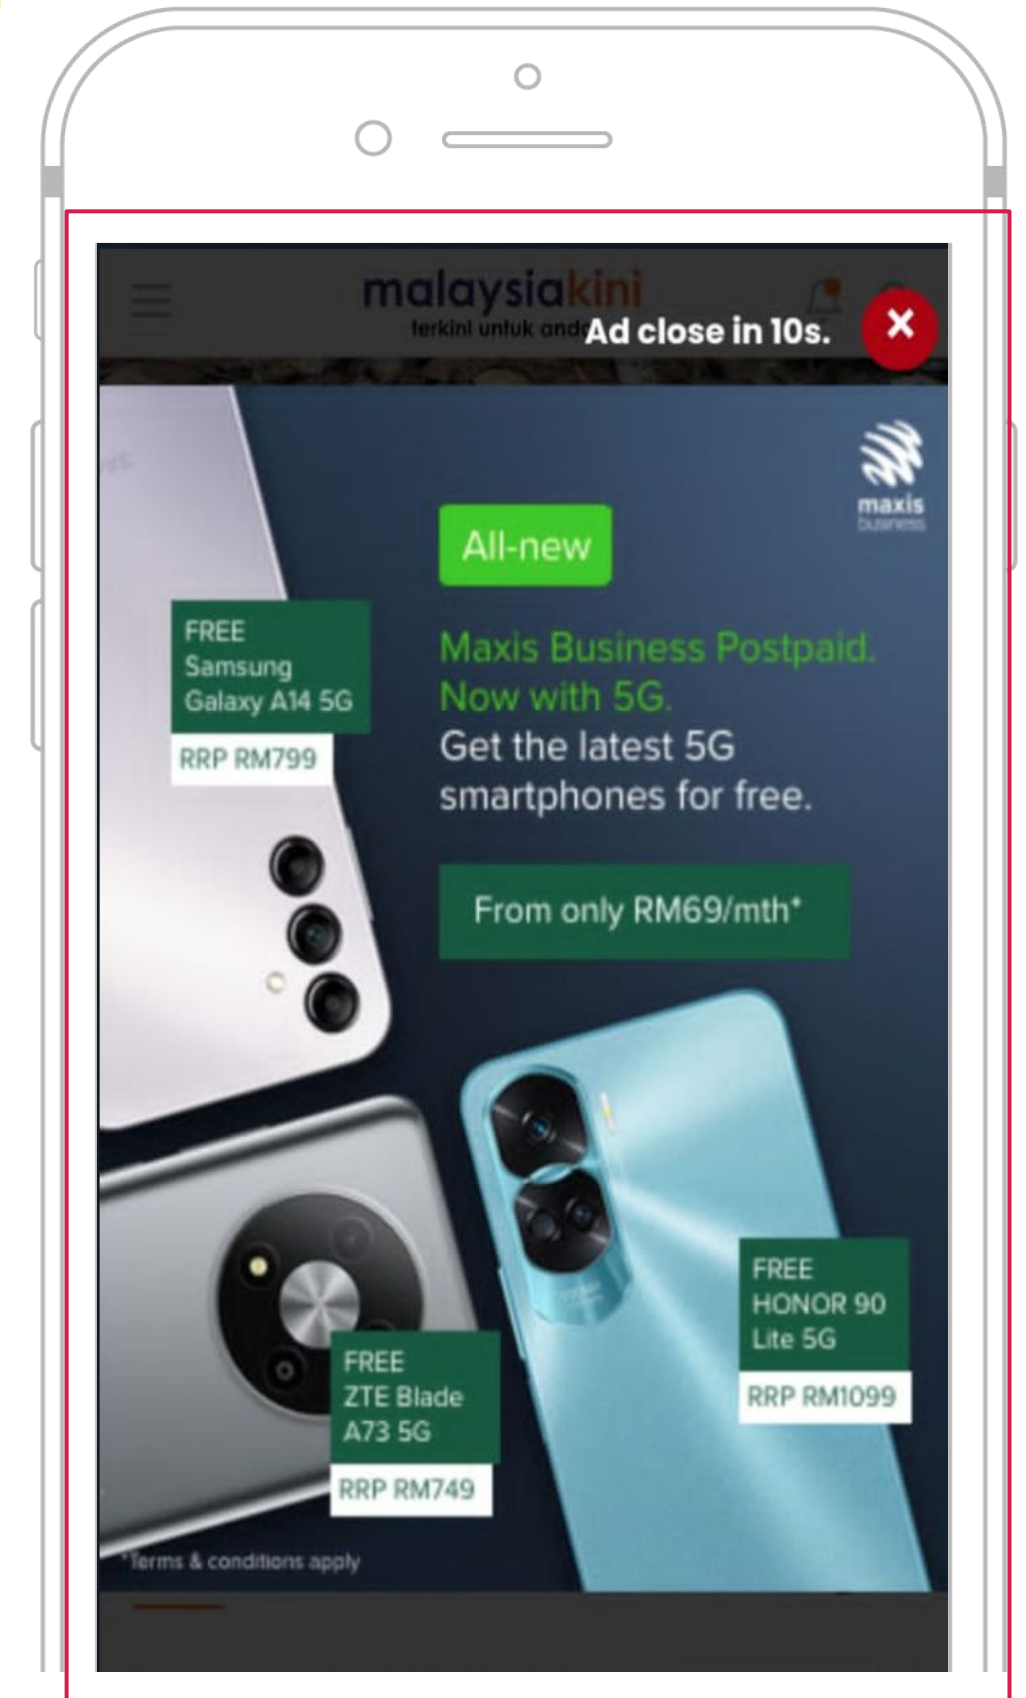 malaysiakini
terkini untuk anda
Ad close in 10s.
maxis
business
All-new
FREE
Samsung
Galaxy A14 5G
RRP RM799
Maxis Business Postpaid.
Now with 5G.
Get the latest 5G
smartphones for free.
From only RM69/mth*
FREE
HONOR 90
Lite 5G
RRP RM1099
FREE
ZTE Blade
A73 5G
RRP RM749
*Terms & conditions apply